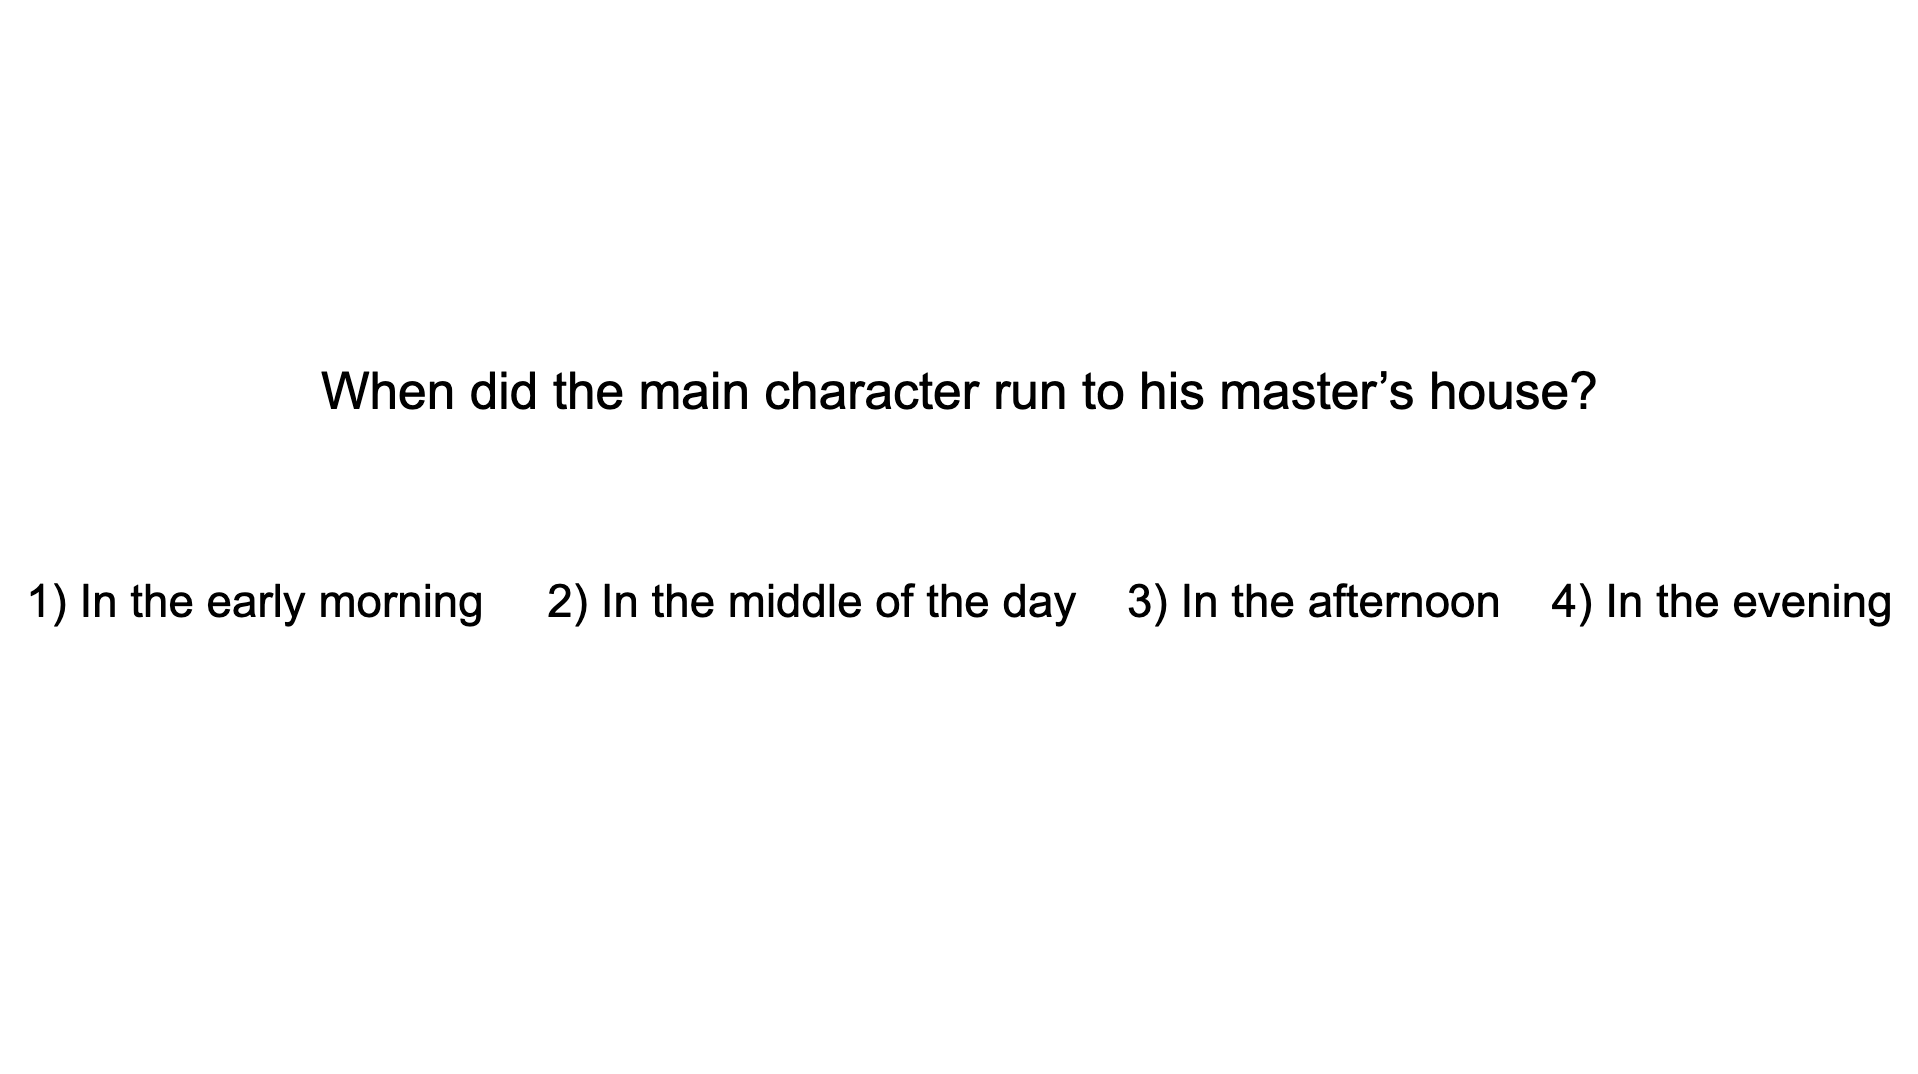 When did the main character run to his master’s house?
1) In the early morning 2) In the middle of the day 3) In the afternoon 4) In the evening